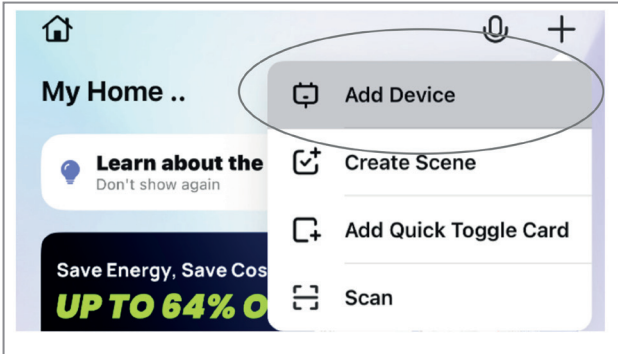 My Home ..
Add Device
Learn about the
Don't show again
Create Scene
Add Quick Toggle Card
Save Energy, Save Cos
UP TO 64% O
Scan